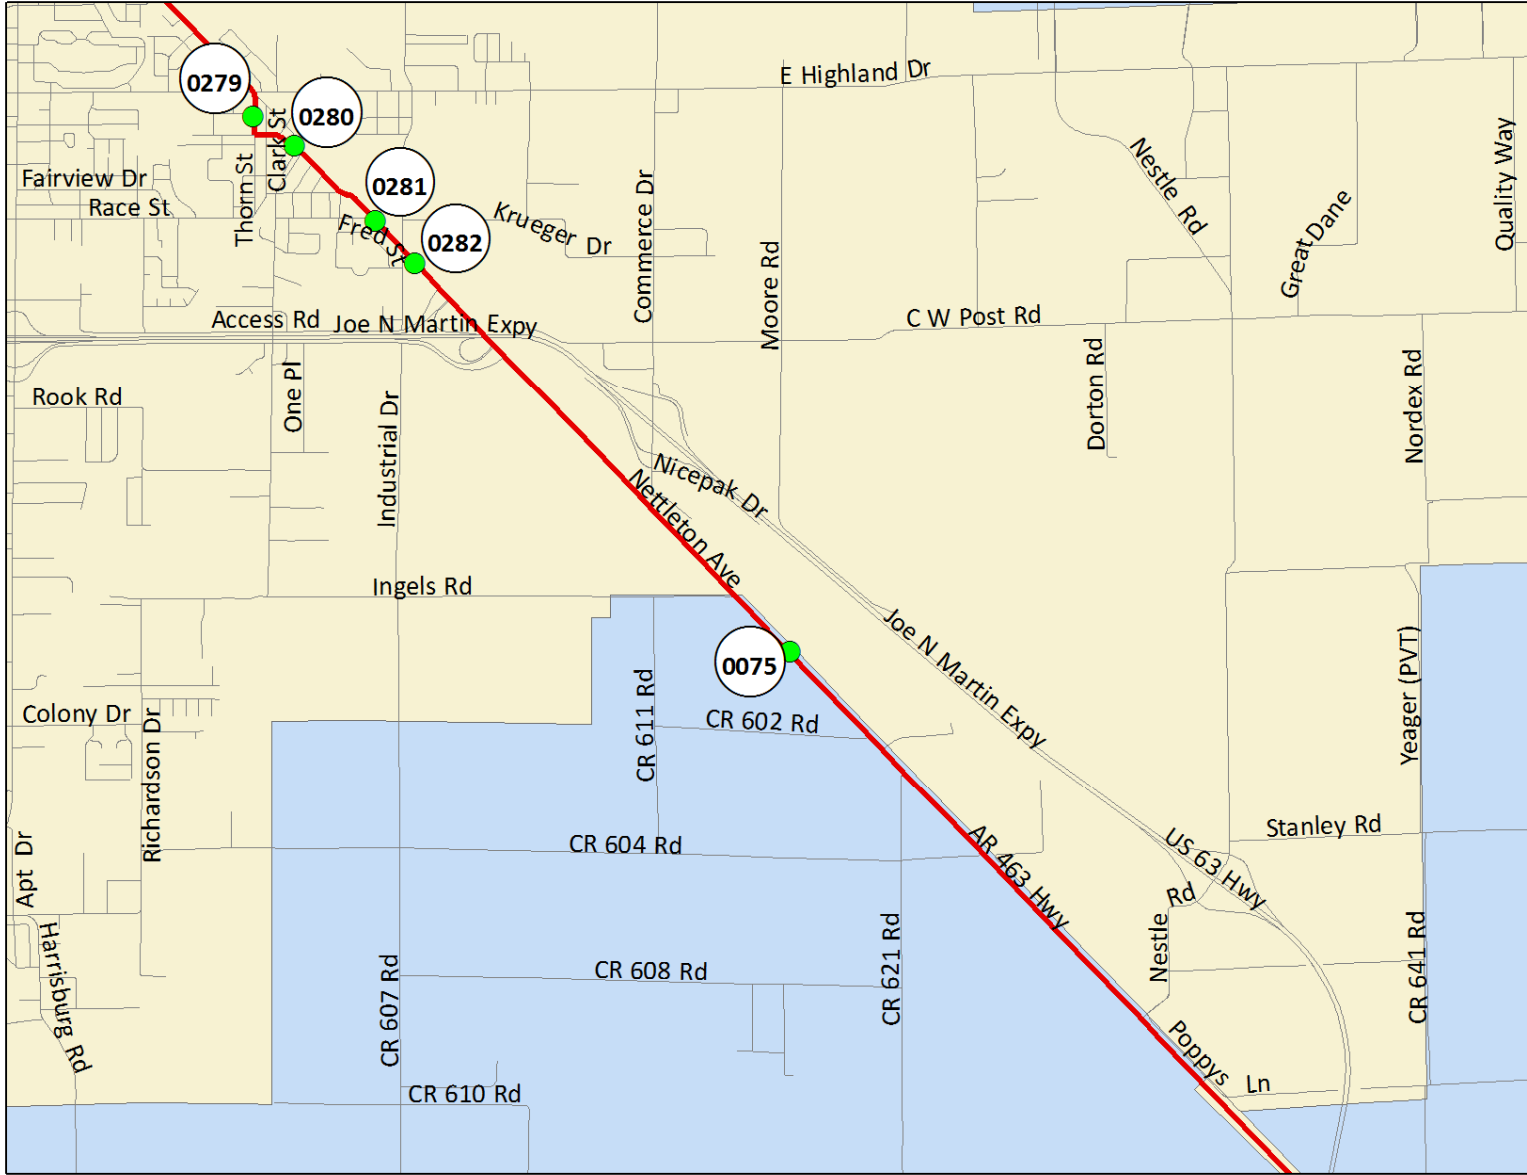 E Highland Dr
0279
0280
Clark St
Thorn St
Fairview Dr
Race St
0281
Fred St
0282
Krueger Dr
Commerce Dr
Moore Rd
Nestle Rd
Great Dane
Quality Way
Access Rd
Joe N Martin Expy
C W Post Rd
Rook Rd
One Pl
Industrial Dr
Dorton Rd
Nordex Rd
Nicepak Dr
Nettleton Ave
Ingels Rd
0075
Joe N Martin Expy
Yeager (PVT)
Colony Dr
Richardson Dr
CR 611 Rd
CR 602 Rd
Apt Dr
CR 604 Rd
AR 463 Hwy
US 63 Hwy
Stanley Rd
Nestle Rd
Harrisburg Rd
CR 607 Rd
CR 608 Rd
CR 621 Rd
CR 641 Rd
Poppys Ln
CR 610 Rd